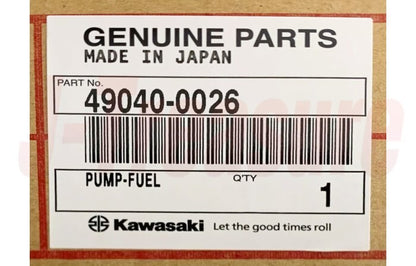 GENUINE PARTS
MADE IN JAPAN
PART No.
49040-0026
PUMP-FUEL Q'TY 1
Kawasaki Let the good times roll